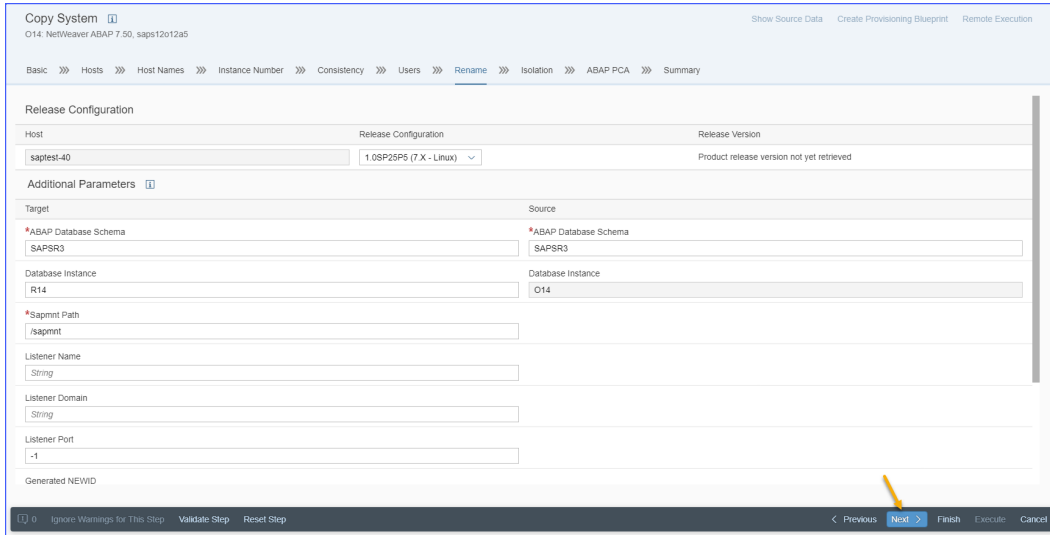 Copy System
Show Source Data Create Provisioning Blueprint Remote Execution
O14: NetWeaver ABAP 7.50, saps12o12a5
Basic Hosts Host Names Instance Number Consistency Users Rename Isolation ABAP PCA Summary
Release Configuration
Host Release Configuration Release Version
saptest-40 1.0SP25P5 (7.X - Linux) Product release version not yet retrieved
Additional Parameters
Target Source
*ABAP Database Schema *ABAP Database Schema
SAPSR3 SAPSR3
Database Instance Database Instance
R14 O14
*Sapmnt Path
/sapmnt
Listener Name
String
Listener Domain
String
Listener Port
-1
Generated NEWID
0 Ignore Warnings for This Step Validate Step Reset Step < Previous Next > Finish Execute Cancel